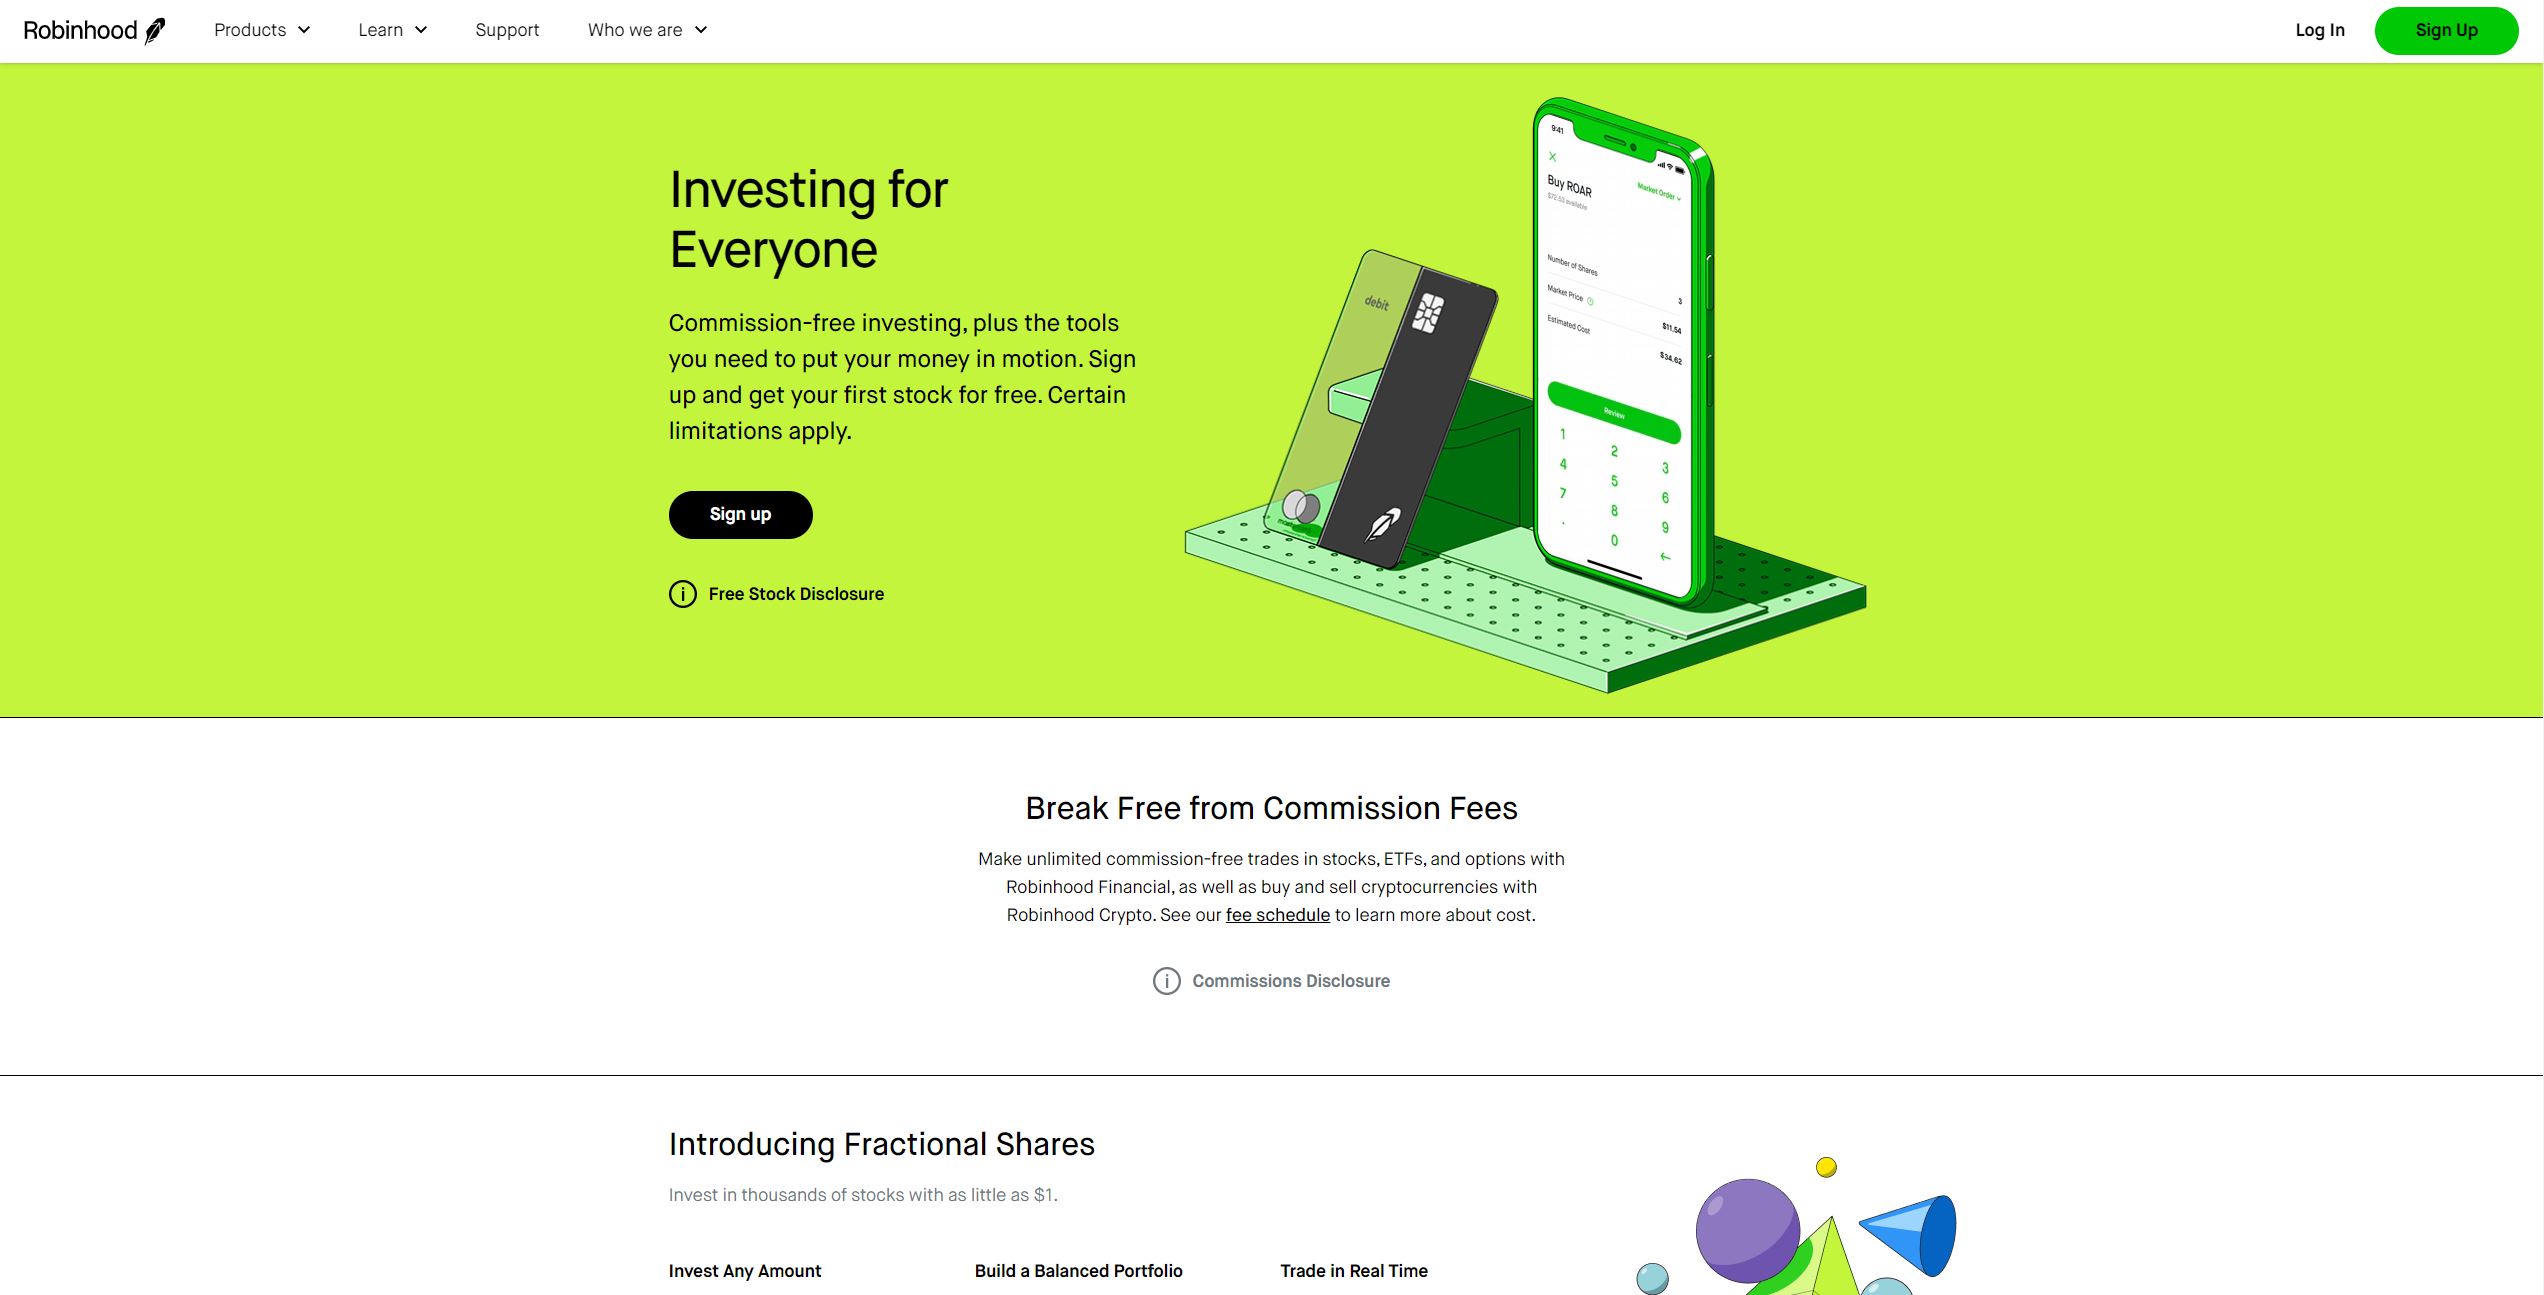 Robinhood
Products
Learn
Support
Who we are
Log In
Sign Up
Investing for
Everyone
Commission-free investing, plus the tools
you need to put your money in motion. Sign
up and get your first stock for free. Certain
limitations apply.
Sign up
Free Stock Disclosure
debit
9:41
Buy ROAR
Market Order
$72.53 available
Number of Shares
3
Market Price
$11.54
Estimated Cost
$34.62
Review
1 2 3
4 5 6
7 8 9
. 0
Break Free from Commission Fees
Make unlimited commission-free trades in stocks, ETFs, and options with
Robinhood Financial, as well as buy and sell cryptocurrencies with
Robinhood Crypto. See our fee schedule to learn more about cost.
Commissions Disclosure
Introducing Fractional Shares
Invest in thousands of stocks with as little as $1.
Invest Any Amount
Build a Balanced Portfolio
Trade in Real Time